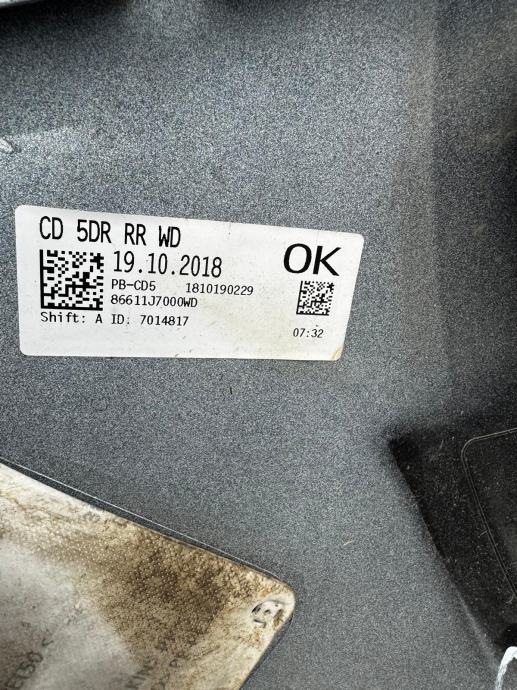 CD 5DR RR WD
19.10.2018
OK
PB-CD5 1810190229
86611J7000WD
Shift: A ID: 7014817
07:32